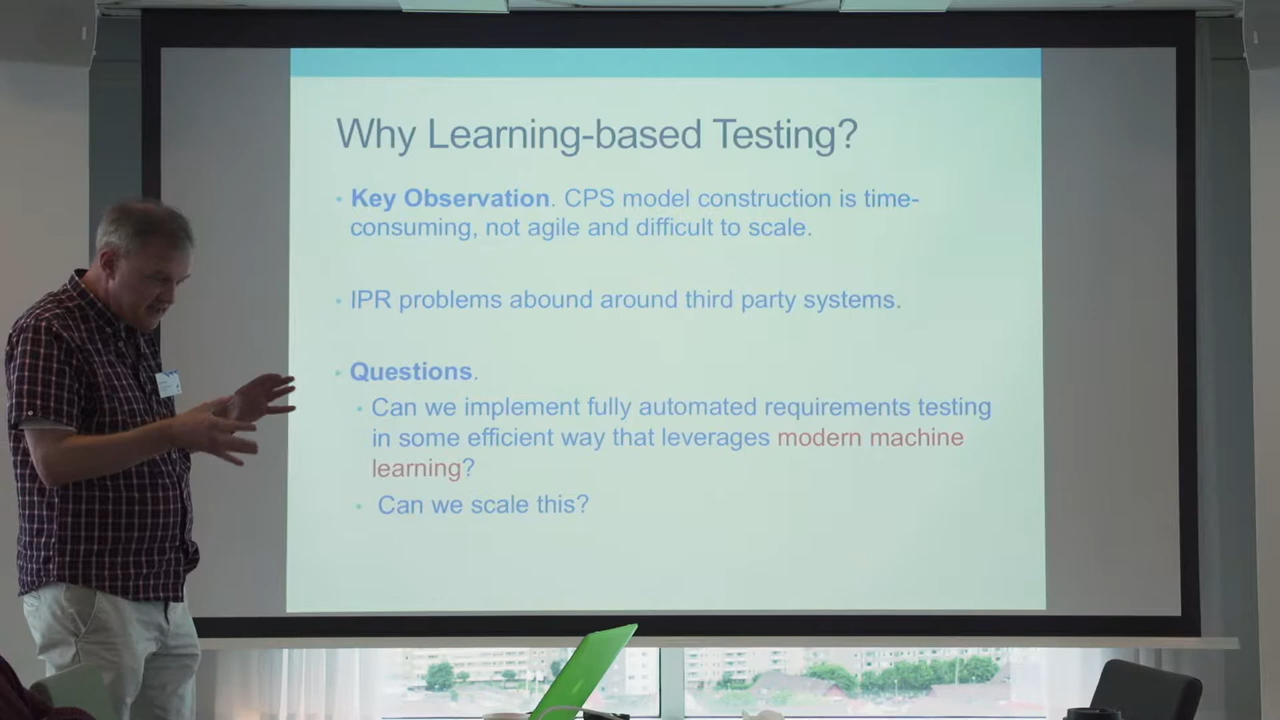 Why Learning-based Testing?
• Key Observation. CPS model construction is time-
consuming, not agile and difficult to scale.
• IPR problems abound around third party systems.
• Questions.
• Can we implement fully automated requirements testing
in some efficient way that leverages modern machine
learning?
• Can we scale this?